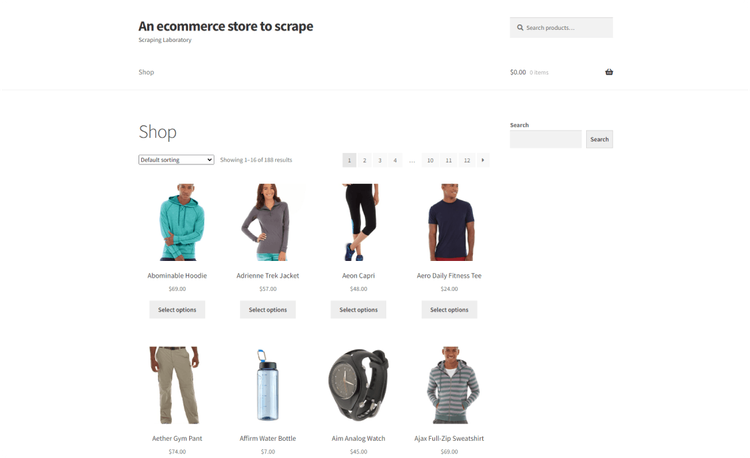 An ecommerce store to scrape
Scraping Laboratory
Search products…
Shop
$0.00 0 items
Shop
Search
Search
Default sorting
Showing 1–16 of 188 results
1 2 3 4 … 10 11 12
Abominable Hoodie
$69.00
Select options
Adrienne Trek Jacket
$57.00
Select options
Aeon Capri
$48.00
Select options
Aero Daily Fitness Tee
$24.00
Select options
Aether Gym Pant
$74.00
Affirm Water Bottle
$7.00
Aim Analog Watch
$45.00
Ajax Full-Zip Sweatshirt
$69.00